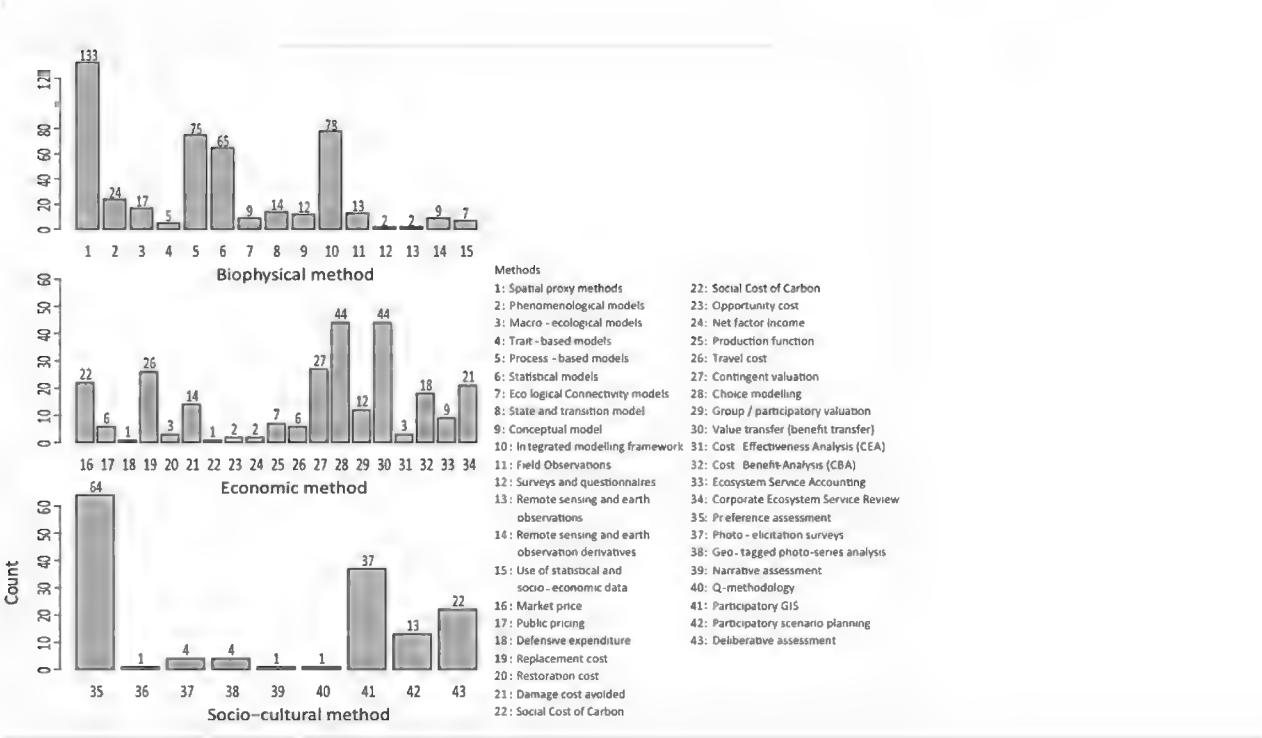 133
120
80
60
40
20
0
24
17
5
75
65
9
14
12
78
13
2
2
9
7
1 2 3 4 5 6 7 8 9 10 11 12 13 14 15
Biophysical method
60
50
40
30
20
10
0
22
6
1
26
3
14
1
2
2
7
6
27
44
12
44
3
18
9
21
16 17 18 19 20 21 22 23 24 25 26 27 28 29 30 31 32 33 34
Economic method
Count
60
50
40
30
20
10
0
64
1
4
4
1
1
37
13
22
35 36 37 38 39 40 41 42 43
Socio-cultural method
Methods
1: Spatial proxy methods
2: Phenomenological models
3: Macro - ecological models
4: Trait - based models
5: Process - based models
6: Statistical models
7: Eco logical Connectivity models
8: State and transition model
9: Conceptual model
10: Integrated modelling framework
11: Field Observations
12: Surveys and questionnaires
13: Remote sensing and earth
observations
14: Remote sensing and earth
observation derivatives
15: Use of statistical and
socio - economic data
16: Market price
17: Public pricing
18: Defensive expenditure
19: Replacement cost
20: Restoration cost
21: Damage cost avoided
22: Social Cost of Carbon
22: Social Cost of Carbon
23: Opportunity cost
24: Net factor income
25: Production function
26: Travel cost
27: Contingent valuation
28: Choice modelling
29: Group / participatory valuation
30: Value transfer (benefit transfer)
31: Cost Effectiveness Analysis (CEA)
32: Cost Benefit-Analysis (CBA)
33: Ecosystem Service Accounting
34: Corporate Ecosystem Service Review
35: Preference assessment
37: Photo - elicitation surveys
38: Geo - tagged photo-series analysis
39: Narrative assessment
40: Q-methodology
41: Participatory GIS
42: Participatory scenario planning
43: Deliberative assessment